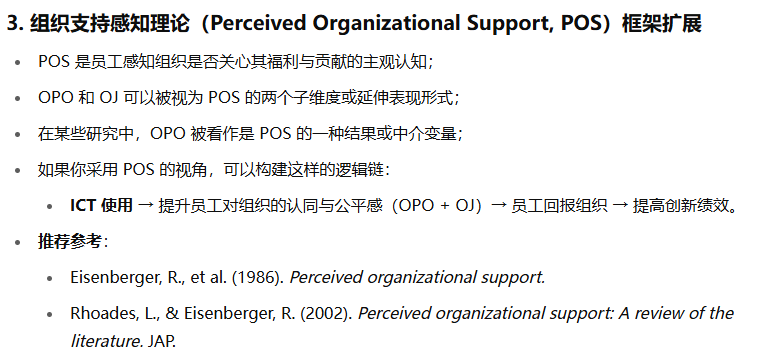 3. 组织支持感知理论（Perceived Organizational Support, POS）框架扩展
• POS 是员工感知组织是否关心其福利与贡献的主观认知；
• OPO 和 OJ 可以被视为 POS 的两个子维度或延伸表现形式；
• 在某些研究中，OPO 被看作是 POS 的一种结果或中介变量；
• 如果你采用 POS 的视角，可以构建这样的逻辑链：
• ICT 使用 → 提升员工对组织的认同与公平感（OPO + OJ）→ 员工回报组织 → 提高创新绩效。
• 推荐参考：
• Eisenberger, R., et al. (1986). Perceived organizational support.
• Rhoades, L., & Eisenberger, R. (2002). Perceived organizational support: A review of the
literature. JAP.